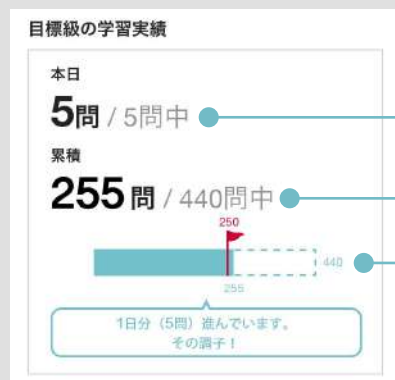 目標級の学習実績
本日
5問 / 5問中
累積
255問 / 440問中
250
440
255
1日分（5問）進んでいます。
その調子！